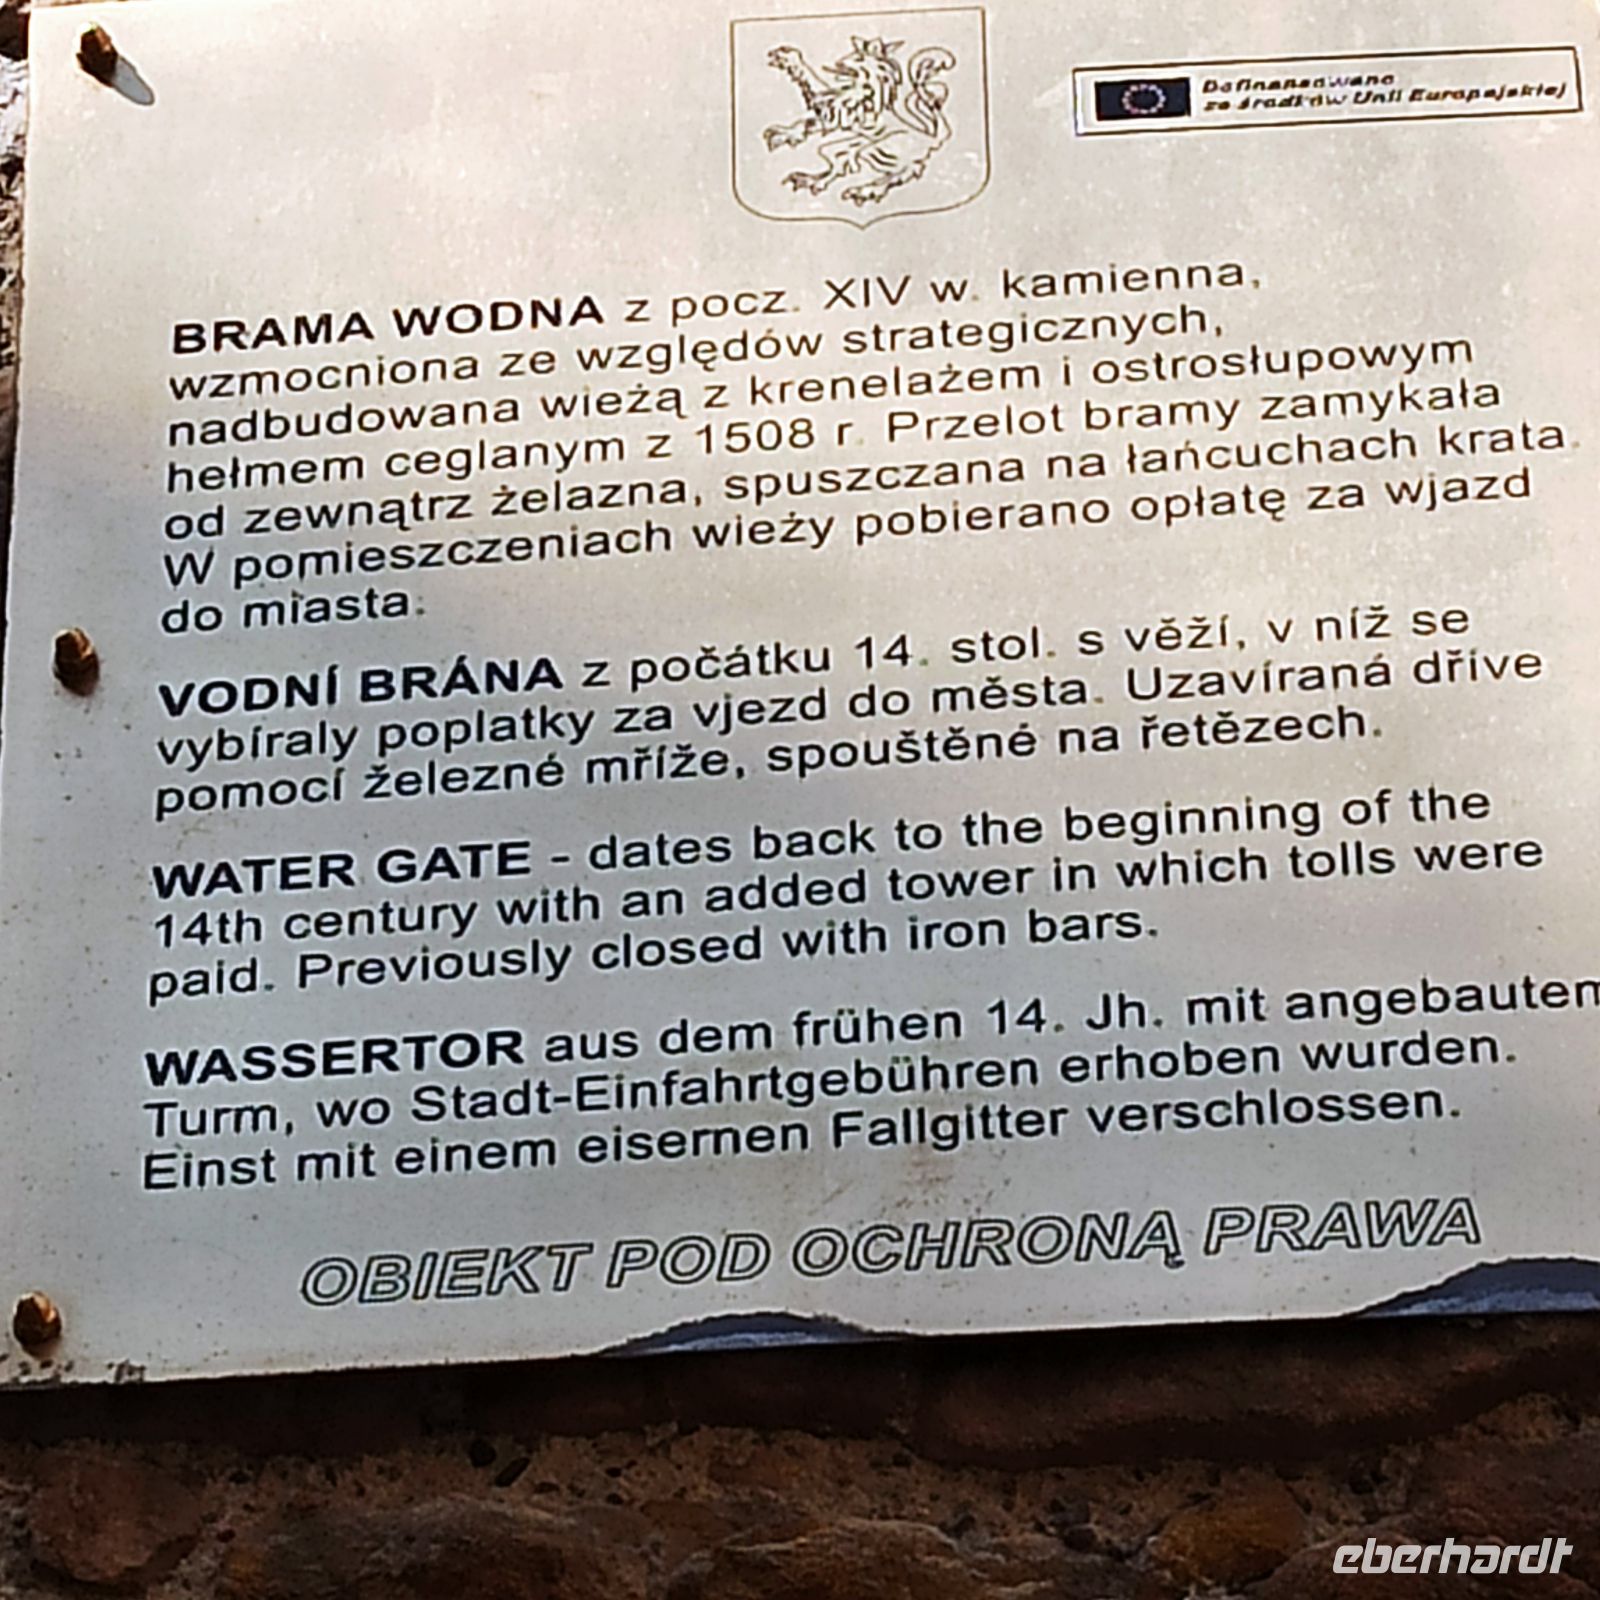 Dofinansowano
ze środków Unii Europejskiej
BRAMA WODNA z pocz. XIV w. kamienna,
wzmocniona ze względów strategicznych,
nadbudowana wieżą z krenelażem i ostrosłupowym
hełmem ceglanym z 1508 r. Przelot bramy zamykała
od zewnątrz żelazna, spuszczana na łańcuchach krata.
W pomieszczeniach wieży pobierano opłatę za wjazd
do miasta.
VODNÍ BRÁNA z počátku 14. stol. s věží, v níž se
vybíraly poplatky za vjezd do města. Uzavíraná dříve
pomocí železné mříže, spouštěné na řetězech.
WATER GATE - dates back to the beginning of the
14th century with an added tower in which tolls were
paid. Previously closed with iron bars.
WASSERTOR aus dem frühen 14. Jh. mit angebautem
Turm, wo Stadt-Einfahrtgebühren erhoben wurden.
Einst mit einem eisernen Fallgitter verschlossen.
OBIEKT POD OCHRONĄ PRAWA
eberhardt